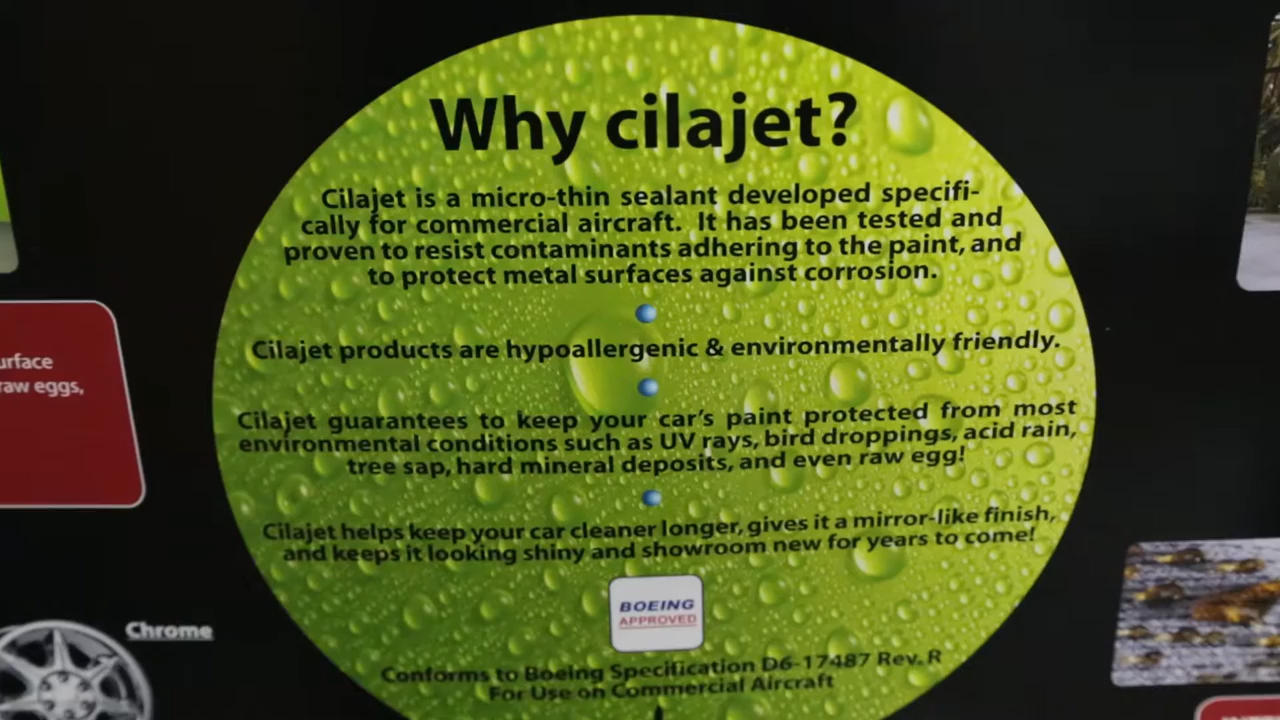 Why cilajet?
Cilajet is a micro-thin sealant developed specifi-
cally for commercial aircraft. It has been tested and
proven to resist contaminants adhering to the paint, and
to protect metal surfaces against corrosion.
Cilajet products are hypoallergenic & environmentally friendly.
urface
raw eggs,
Cilajet guarantees to keep your car's paint protected from most
environmental conditions such as UV rays, bird droppings, acid rain,
tree sap, hard mineral deposits, and even raw egg!
Cilajet helps keep your car cleaner longer, gives it a mirror-like finish,
and keeps it looking shiny and showroom new for years to come!
BOEING
APPROVED
Chrome
Conforms to Boeing Specification D6-17487 Rev. R
For Use on Commercial Aircraft